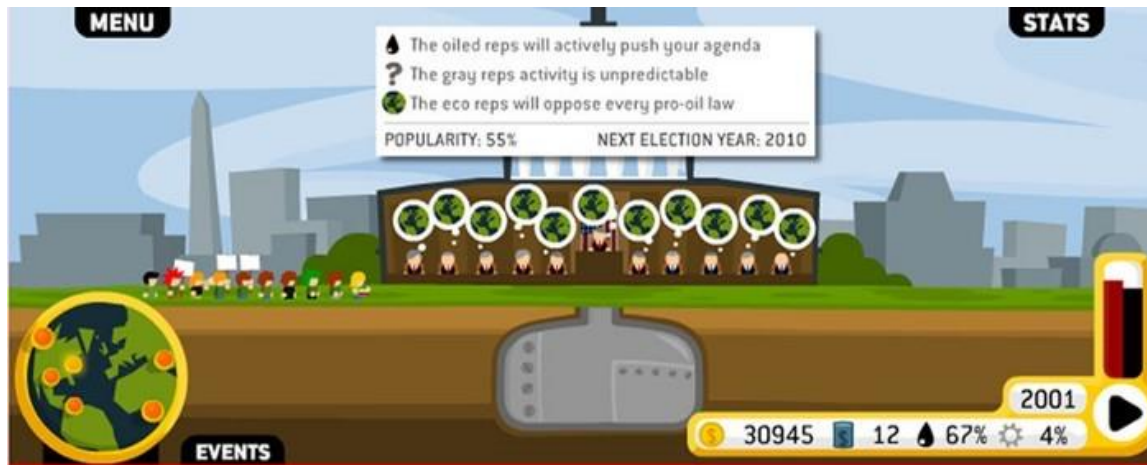 MENU
STATS
The oiled reps will actively push your agenda
? The gray reps activity is unpredictable
The eco reps will oppose every pro-oil law
POPULARITY: 55% NEXT ELECTION YEAR: 2010
2001
$ 30945 $ 12 67% 4%
EVENTS